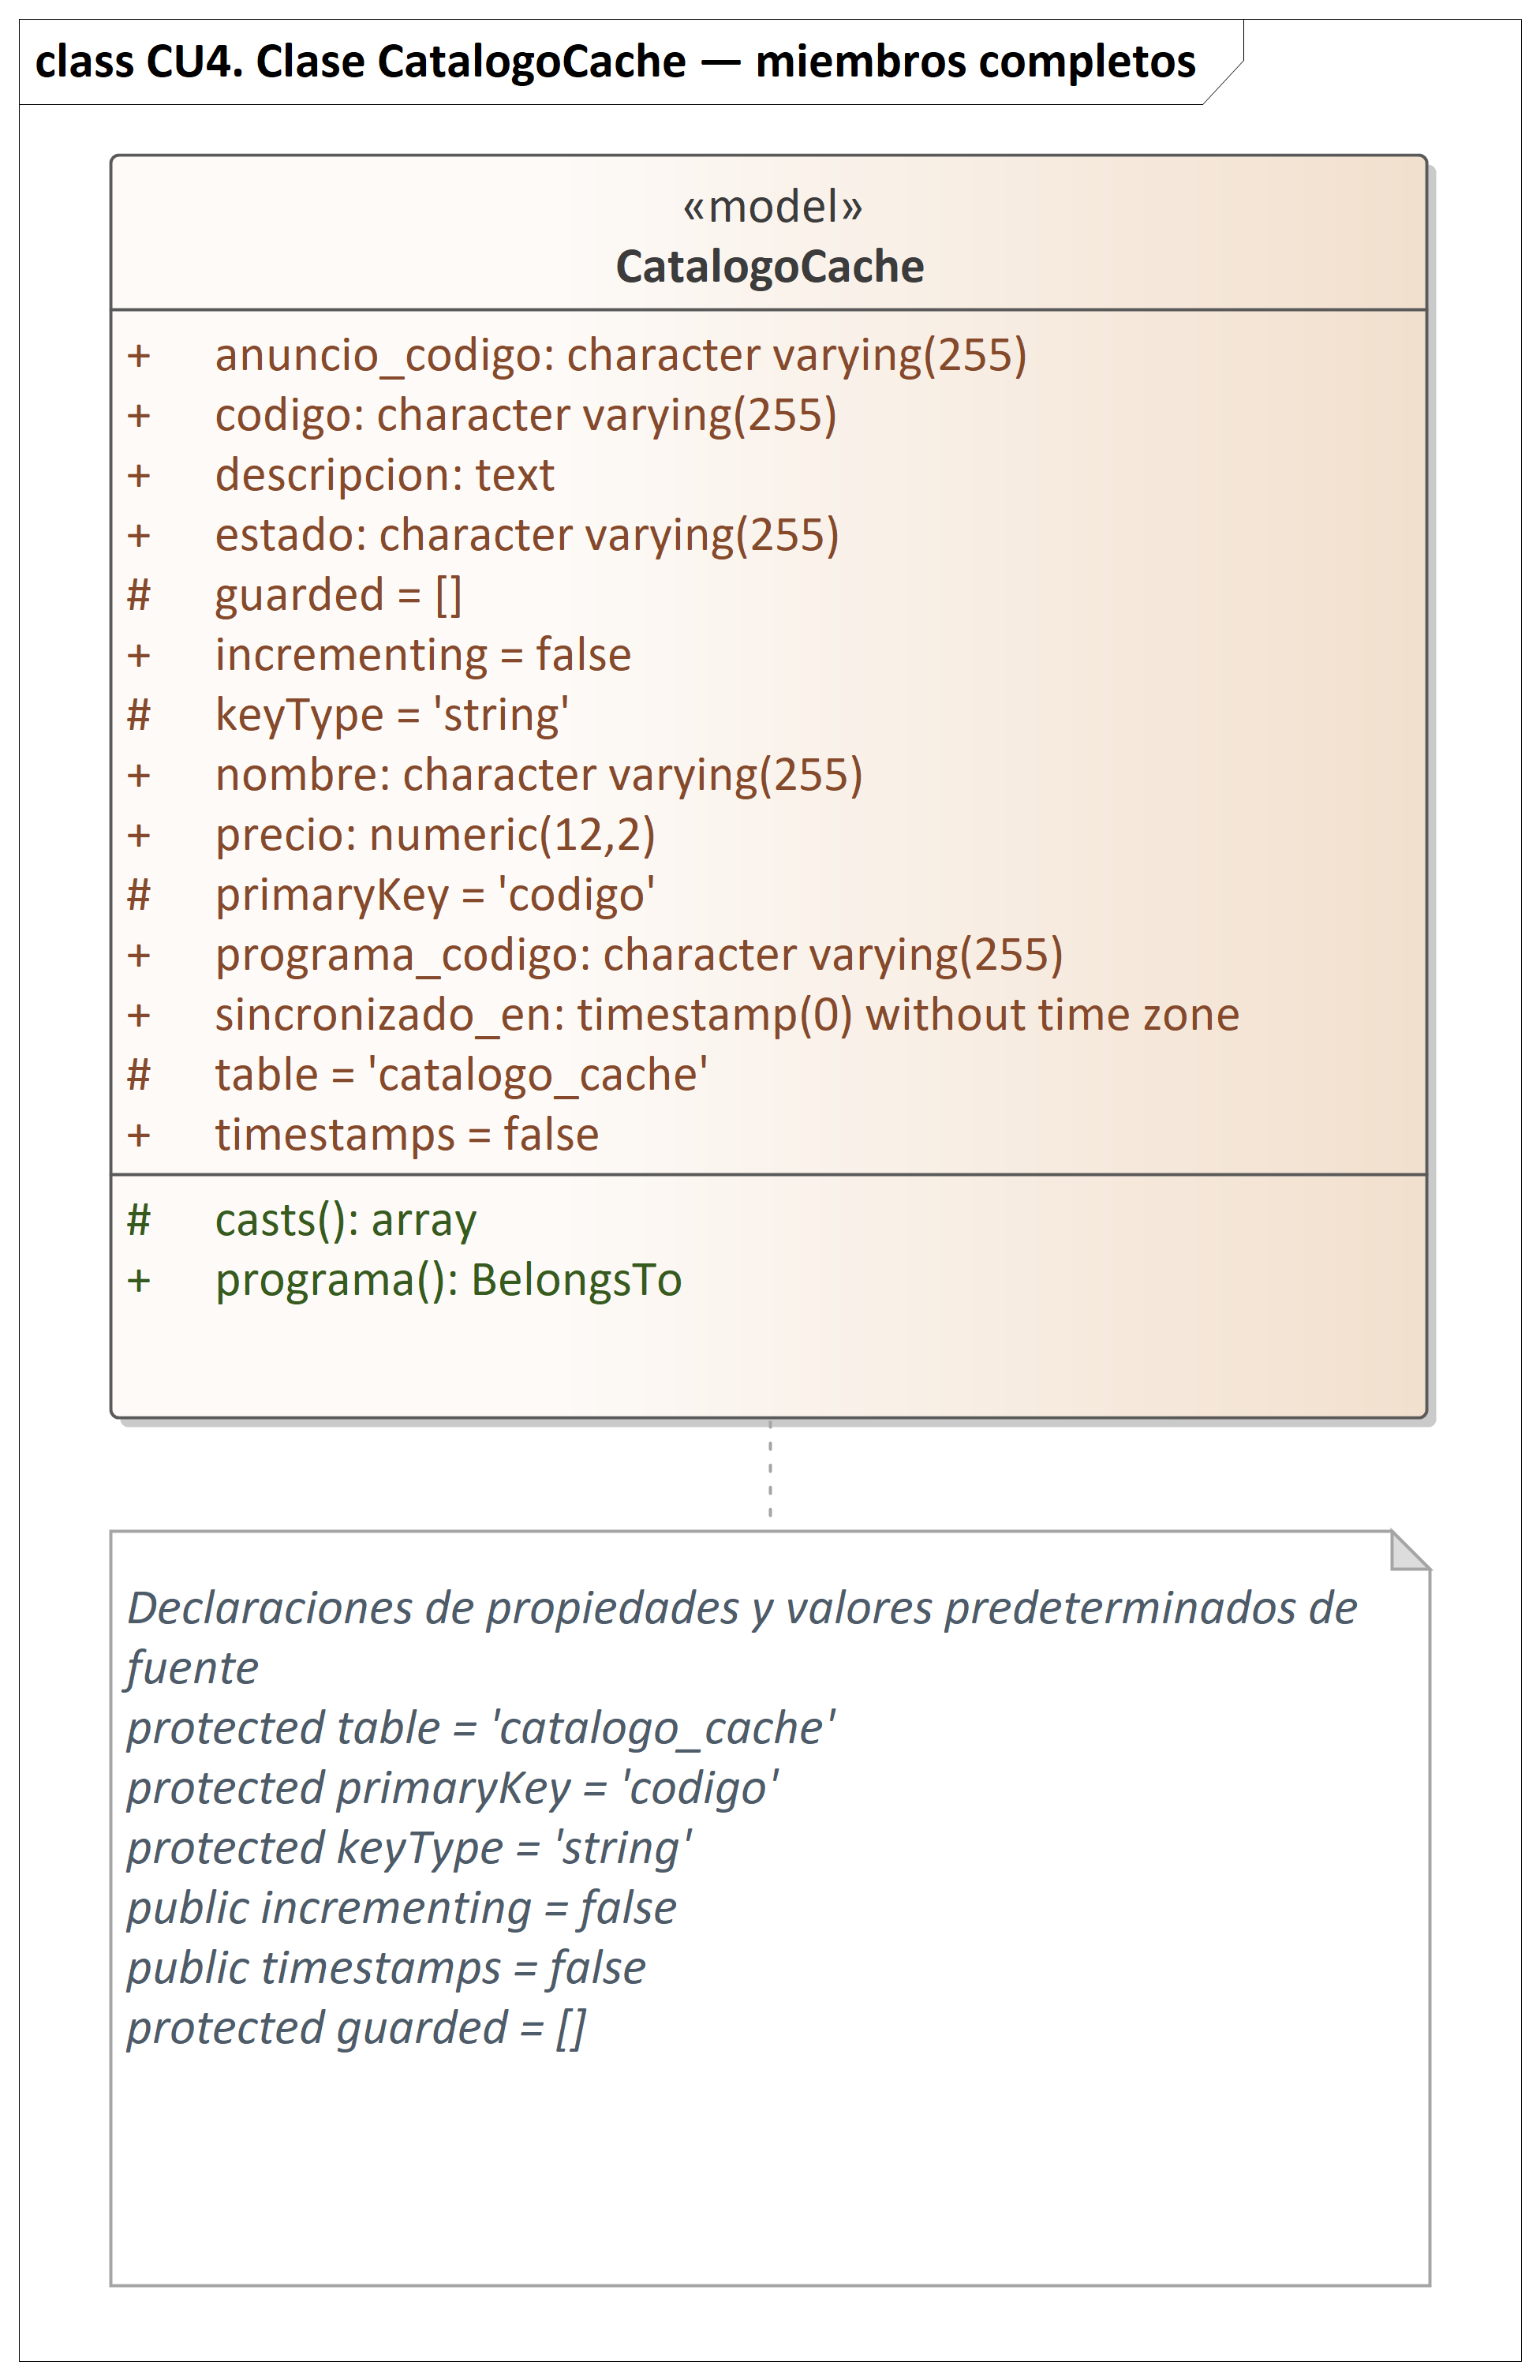 class CU4. Clase CatalogoCache — miembros completos
«model»
CatalogoCache
+ anuncio_codigo: character varying(255)
+ codigo: character varying(255)
+ descripcion: text
+ estado: character varying(255)
# guarded = []
+ incrementing = false
# keyType = 'string'
+ nombre: character varying(255)
+ precio: numeric(12,2)
# primaryKey = 'codigo'
+ programa_codigo: character varying(255)
+ sincronizado_en: timestamp(0) without time zone
# table = 'catalogo_cache'
+ timestamps = false
# casts(): array
+ programa(): BelongsTo
Declaraciones de propiedades y valores predeterminados de
fuente
protected table = 'catalogo_cache'
protected primaryKey = 'codigo'
protected keyType = 'string'
public incrementing = false
public timestamps = false
protected guarded = []